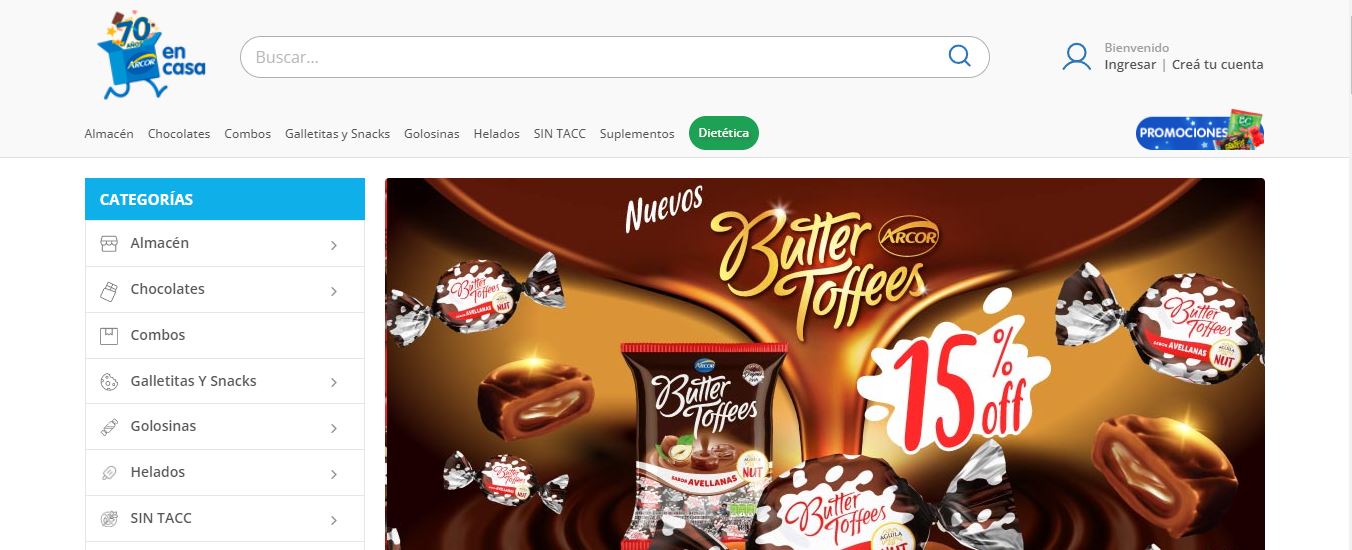 70
AÑOS
ARCOR
en
casa
Buscar...
Bienvenido
Ingresar | Creá tu cuenta
Almacén Chocolates Combos Galletitas y Snacks Golosinas Helados SIN TACC Suplementos Dietética
PROMOCIONES
CATEGORÍAS
Almacén
Chocolates
Combos
Galletitas Y Snacks
Golosinas
Helados
SIN TACC
Nuevos
Butter
Toffees
ARCOR
15% off
Butter
Toffees
SABOR AVELLANAS
NUT
ARCOR
Butter
Toffees
SABOR AVELLANAS
AGUILA
NUT
Butter
Toffees
SABOR AVELLANAS
AGUILA
NUT
Butter
Toffees
Butter
Toffees
AGUILA
NUT